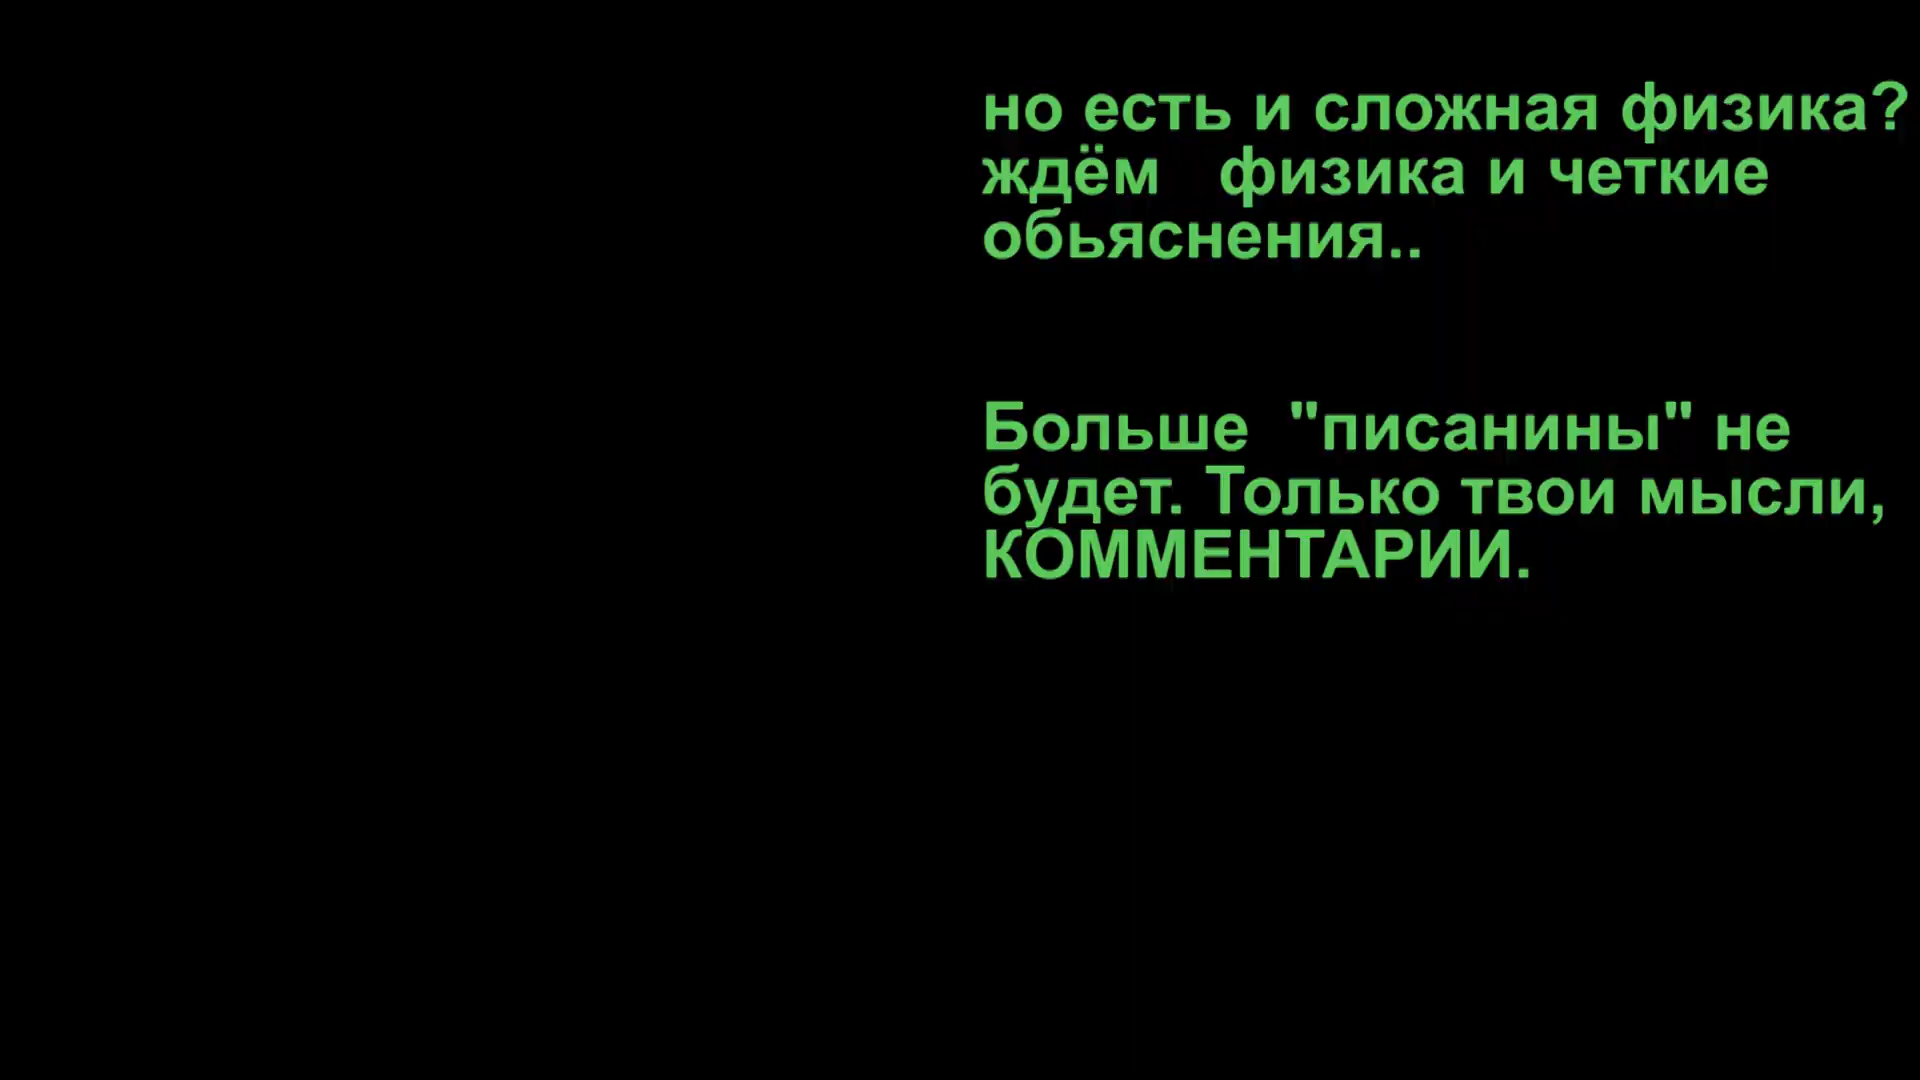 но есть и сложная физика?
ждём физика и четкие
обьяснения..
Больше "писанины" не
будет. Только твои мысли,
КОММЕНТАРИИ.